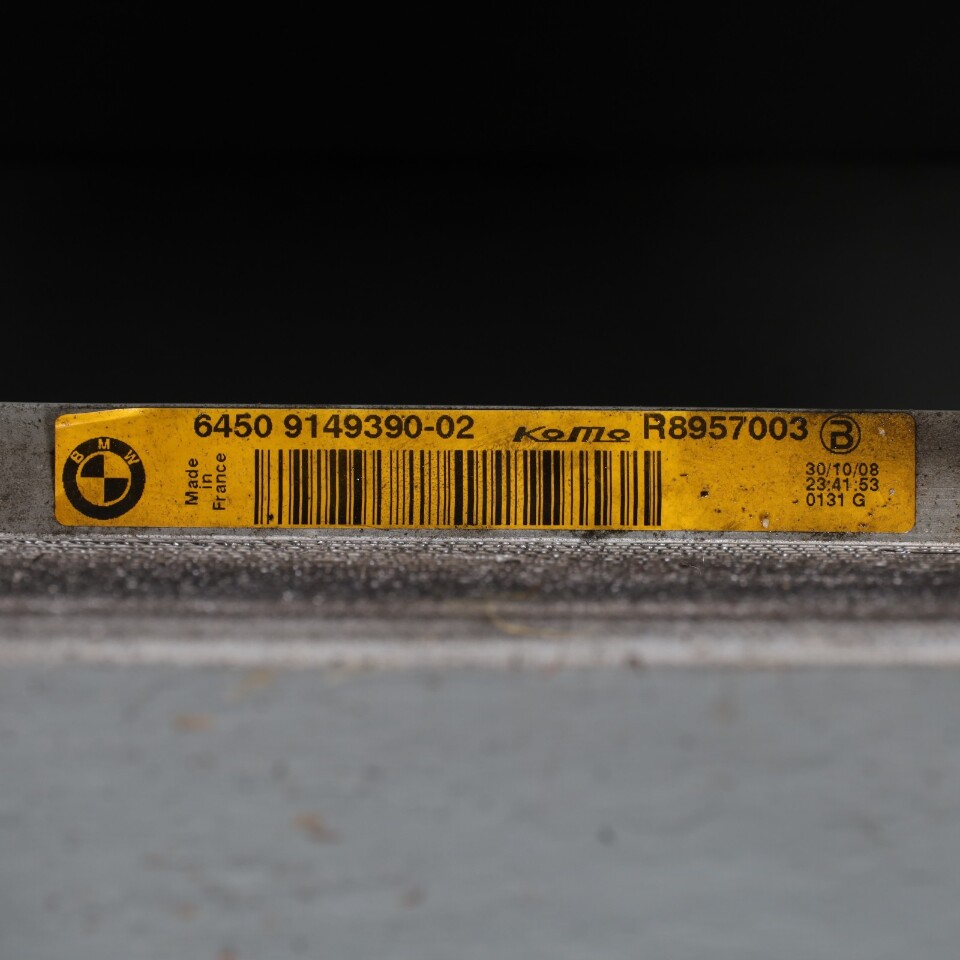 BMW
Made
in
France
6450 9149390-02 KoMo R8957003 B
30/10/08
23:41:53
0131 G